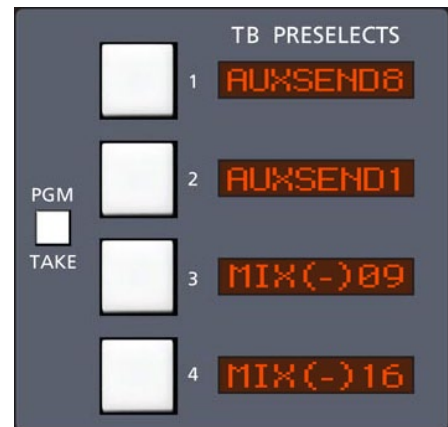 TB PRESELECTS
1 AUXSEND8
2 AUXSEND1
PGM
TAKE
3 MIX(-)09
4 MIX(-)16